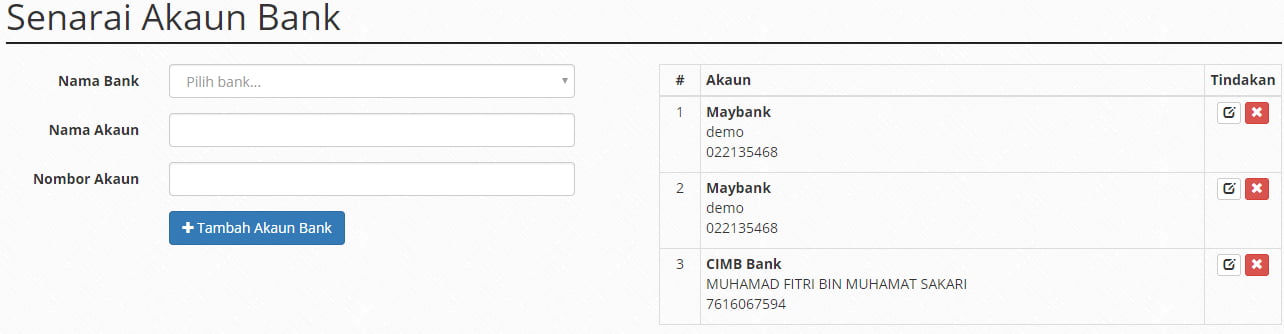 Senarai Akaun Bank
Nama Bank
Pilih bank...
Nama Akaun
Nombor Akaun
Tambah Akaun Bank
# Akaun Tindakan
1 Maybank
demo
022135468
2 Maybank
demo
022135468
3 CIMB Bank
MUHAMAD FITRI BIN MUHAMAT SAKARI
7616067594